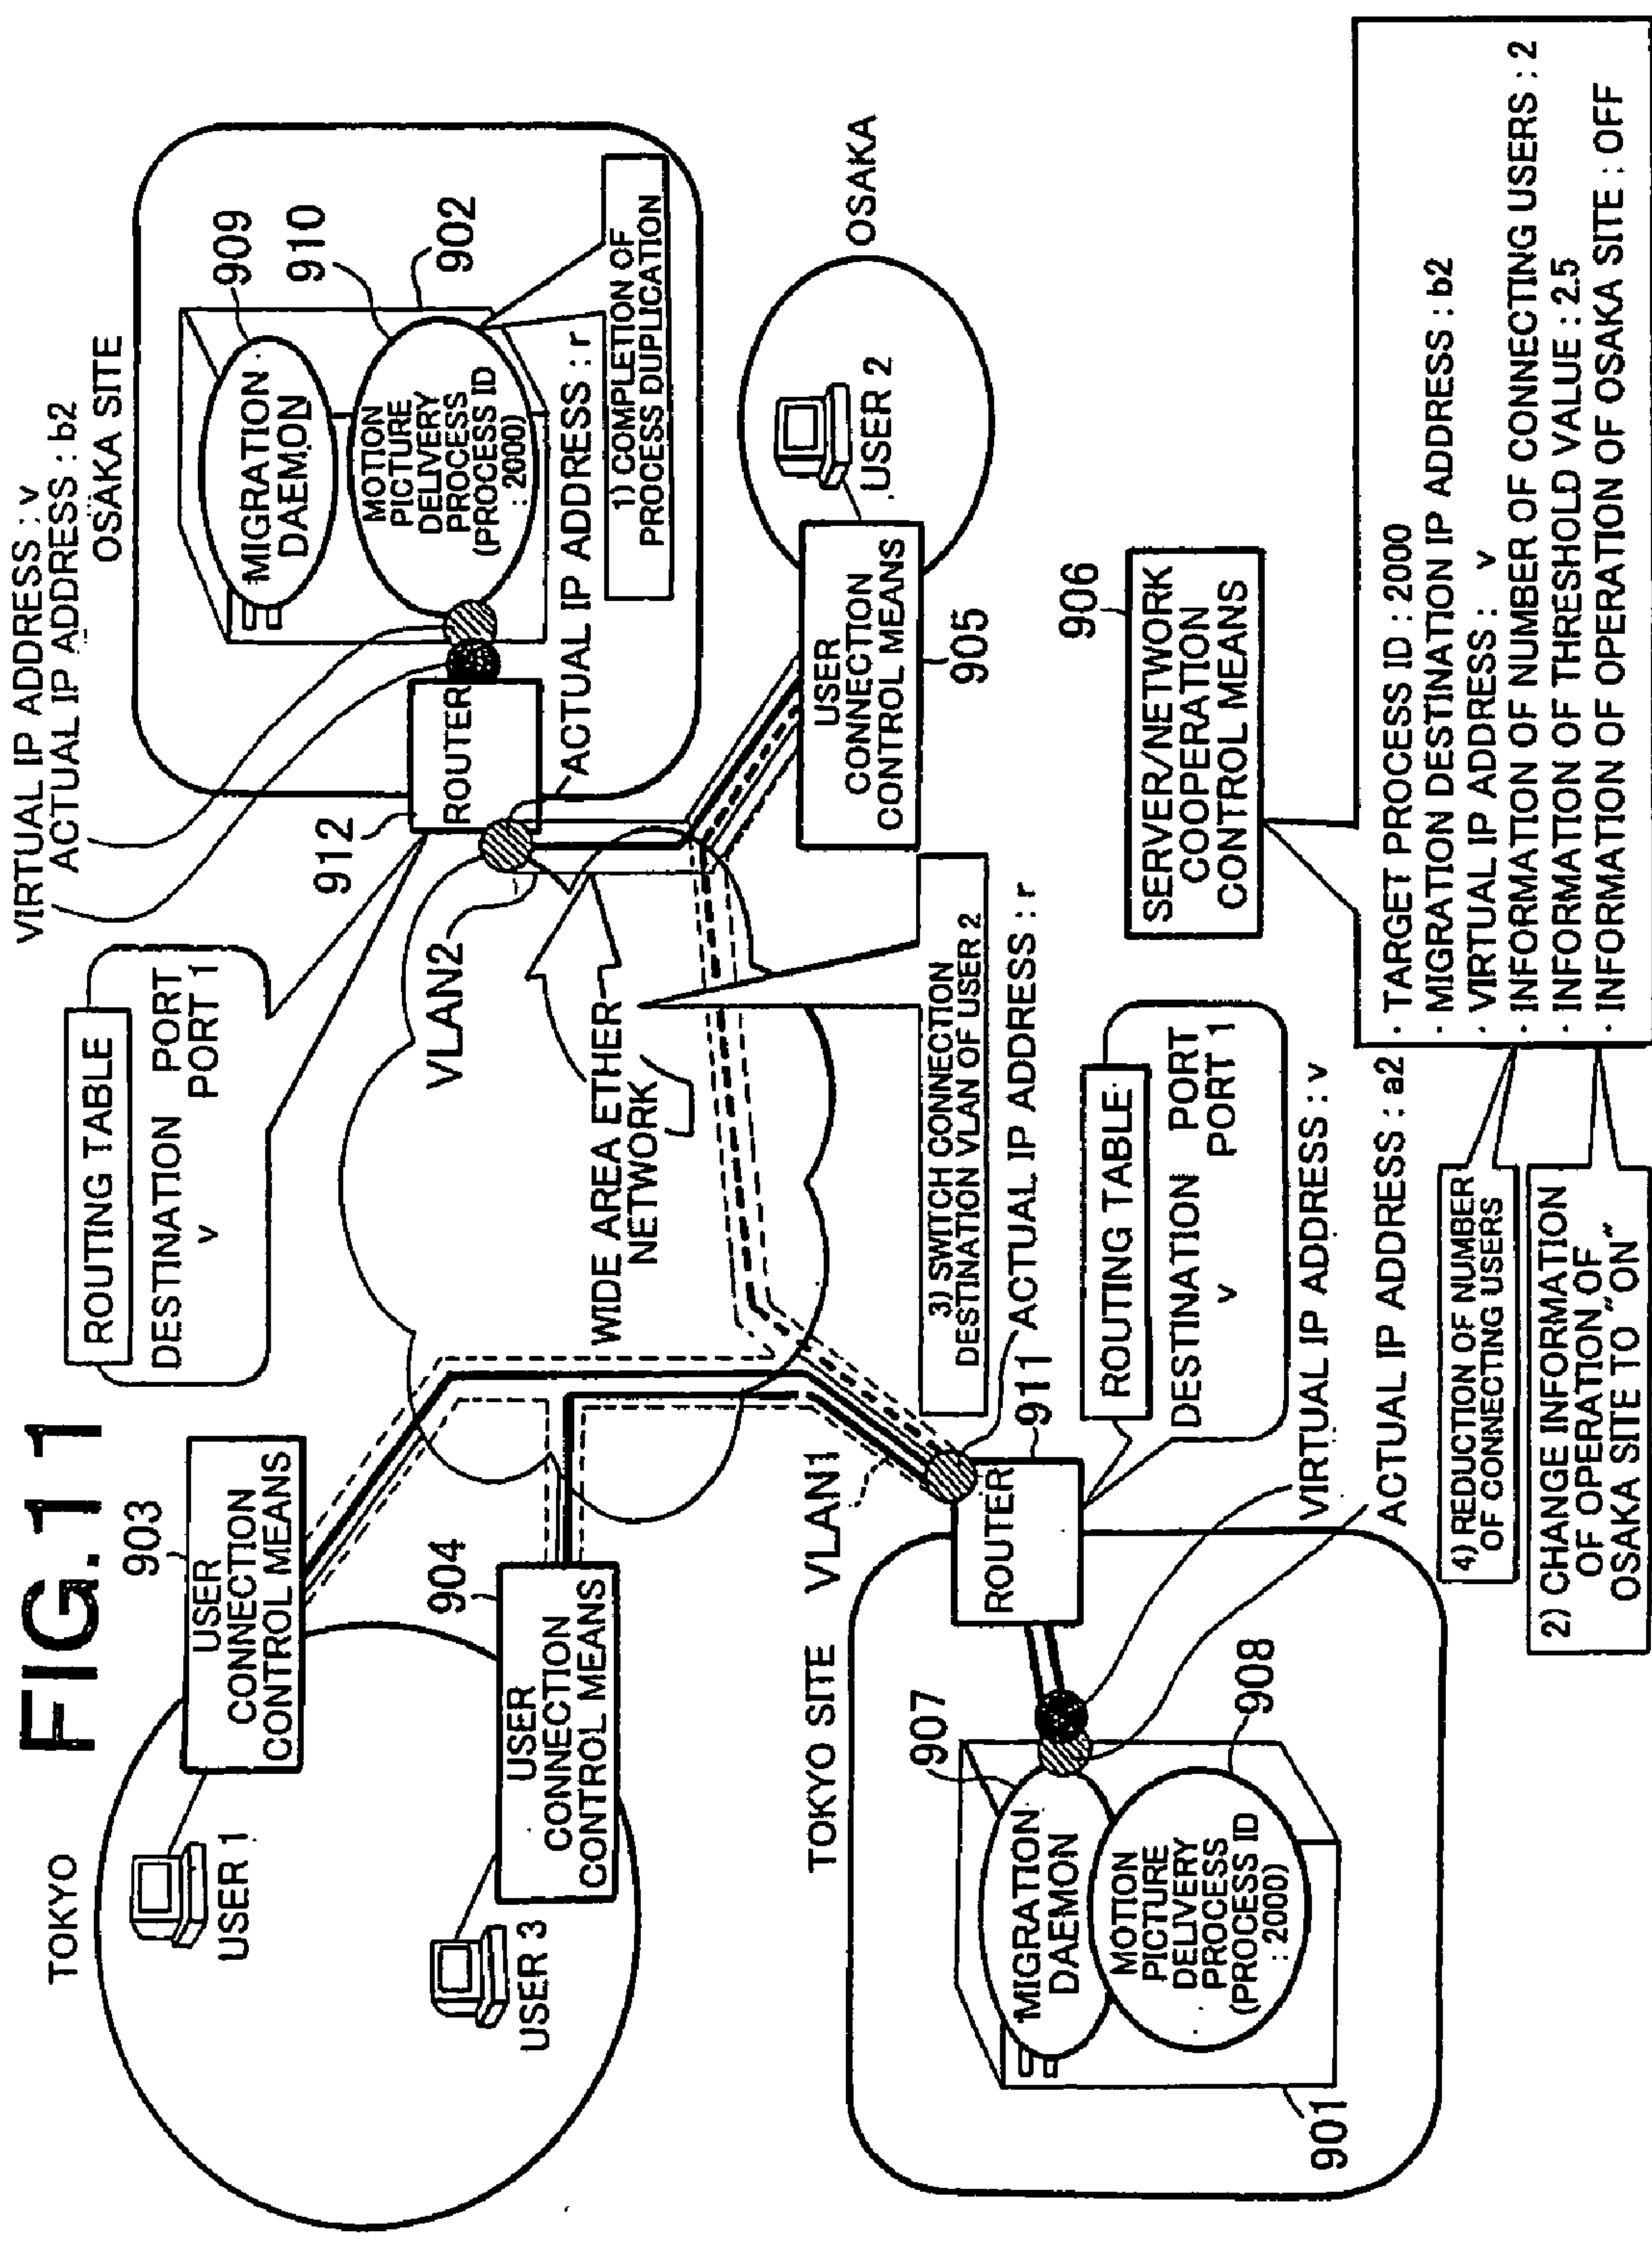 FIG.11
TOKYO
USER 1
USER 3
903
USER
CONNECTION
CONTROL MEANS
904
USER
CONNECTION
CONTROL MEANS
ROUTING TABLE
DESTINATION PORT
v PORT 1
VIRTUAL IP ADDRESS : v
ACTUAL IP ADDRESS : b2
OSAKA SITE
912
ROUTER
MIGRATION
DAEMON
909
910
902
MOTION
PICTURE
DELIVERY
PROCESS
(PROCESS ID
: 2000)
ACTUAL IP ADDRESS : r
1) COMPLETION OF
PROCESS DUPLICATION
VLAN2
WIDE AREA ETHER
NETWORK
OSAKA
USER 2
USER
CONNECTION
CONTROL MEANS
905
3) SWITCH CONNECTION
DESTINATION VLAN OF USER 2
TOKYO SITE
VLAN1
ACTUAL IP ADDRESS : r
911
ROUTER
ROUTING TABLE
DESTINATION PORT
v PORT 1
VIRTUAL IP ADDRESS : v
ACTUAL IP ADDRESS : a2
907
908
901
MIGRATION
DAEMON
MOTION
PICTURE
DELIVERY
PROCESS
(PROCESS ID
: 2000)
906
SERVER/NETWORK
COOPERATION
CONTROL MEANS
· TARGET PROCESS ID : 2000
· MIGRATION DESTINATION IP ADDRESS : b2
· VIRTUAL IP ADDRESS : v
· INFORMATION OF NUMBER OF CONNECTING USERS : 2
· INFORMATION OF THRESHOLD VALUE : 2.5
· INFORMATION OF OPERATION OF OSAKA SITE : OFF
4) REDUCTION OF NUMBER
OF CONNECTING USERS
2) CHANGE INFORMATION
OF OPERATION OF
OSAKA SITE TO "ON"